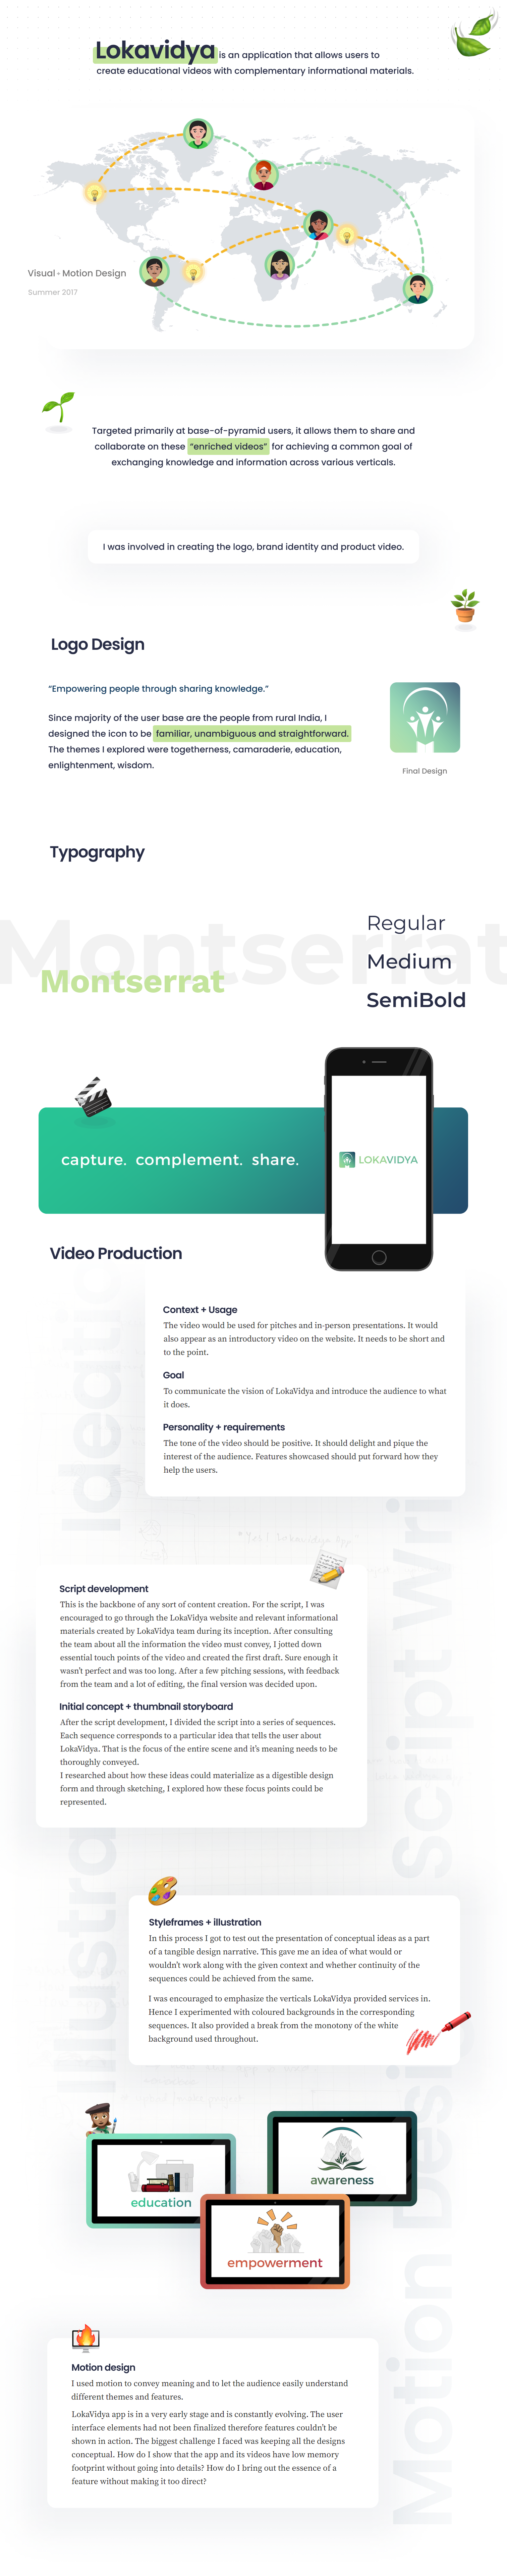 Lokavidya is an application that allows users to
create educational videos with complementary informational materials.
Visual + Motion Design
Summer 2017
Targeted primarily at base-of-pyramid users, it allows them to share and
collaborate on these “enriched videos” for achieving a common goal of
exchanging knowledge and information across various verticals.
I was involved in creating the logo, brand identity and product video.
Logo Design
“Empowering people through sharing knowledge.”
Since majority of the user base are the people from rural India, I
designed the icon to be familiar, unambiguous and straightforward.
The themes I explored were togetherness, camaraderie, education,
enlightenment, wisdom.
Final Design
Typography
Montserrat
Montserrat
Regular
Medium
SemiBold
capture. complement. share.
LOKAVIDYA
Video Production
Ideatio
Context + Usage
The video would be used for pitches and in-person presentations. It would
also appear as an introductory video on the website. It needs to be short and
to the point.
Goal
To communicate the vision of LokaVidya and introduce the audience to what
it does.
Personality + requirements
The tone of the video should be positive. It should delight and pique the
interest of the audience. Features showcased should put forward how they
help the users.
Script Wri
Script development
This is the backbone of any sort of content creation. For the script, I was
encouraged to go through the LokaVidya website and relevant informational
materials created by LokaVidya team during its inception. After consulting
the team about all the information the video must convey, I jotted down
essential touch points of the video and created the first draft. Sure enough it
wasn’t perfect and was too long. After a few pitching sessions, with feedback
from the team and a lot of editing, the final version was decided upon.
Initial concept + thumbnail storyboard
After the script development, I divided the script into a series of sequences.
Each sequence corresponds to a particular idea that tells the user about
LokaVidya. That is the focus of the entire scene and it’s meaning needs to be
thoroughly conveyed.
I researched about how these ideas could materialize as a digestible design
form and through sketching, I explored how these focus points could be
represented.
Illustra
Styleframes + illustration
In this process I got to test out the presentation of conceptual ideas as a part
of a tangible design narrative. This gave me an idea of what would or
wouldn’t work along with the given context and whether continuity of the
sequences could be achieved from the same.
I was encouraged to emphasize the verticals LokaVidya provided services in.
Hence I experimented with coloured backgrounds in the corresponding
sequences. It also provided a break from the monotony of the white
background used throughout.
education
awareness
empowerment
Motion Desi
Motion design
I used motion to convey meaning and to let the audience easily understand
different themes and features.
LokaVidya app is in a very early stage and is constantly evolving. The user
interface elements had not been finalized therefore features couldn’t be
shown in action. The biggest challenge I faced was keeping all the designs
conceptual. How do I show that the app and its videos have low memory
footprint without going into details? How do I bring out the essence of a
feature without making it too direct?